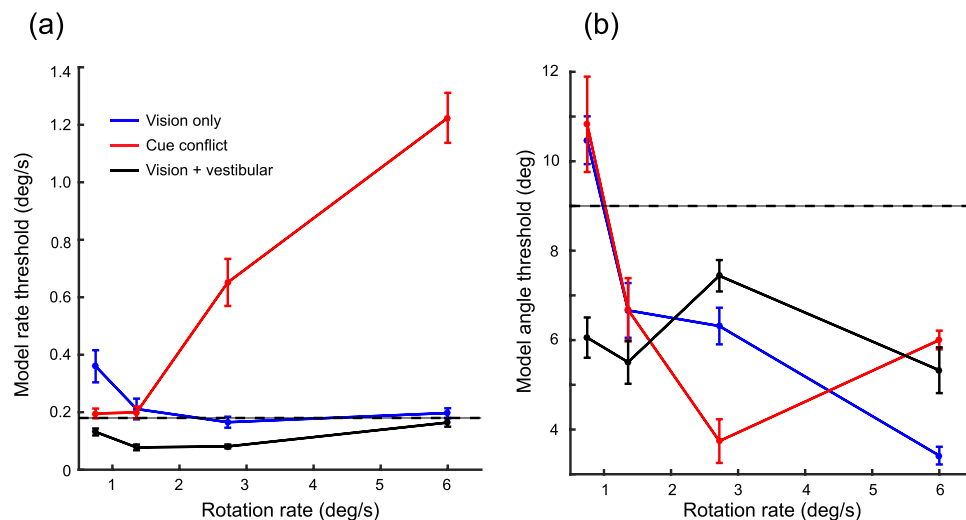 (a)
Model rate threshold (deg/s)
1.4
1.2
1.0
0.8
0.6
0.4
0.2
0
Vision only
Cue conflict
Vision + vestibular
1 2 3 4 5 6
Rotation rate (deg/s)
(b)
Model angle threshold (deg)
12
10
8
6
4
1 2 3 4 5 6
Rotation rate (deg/s)